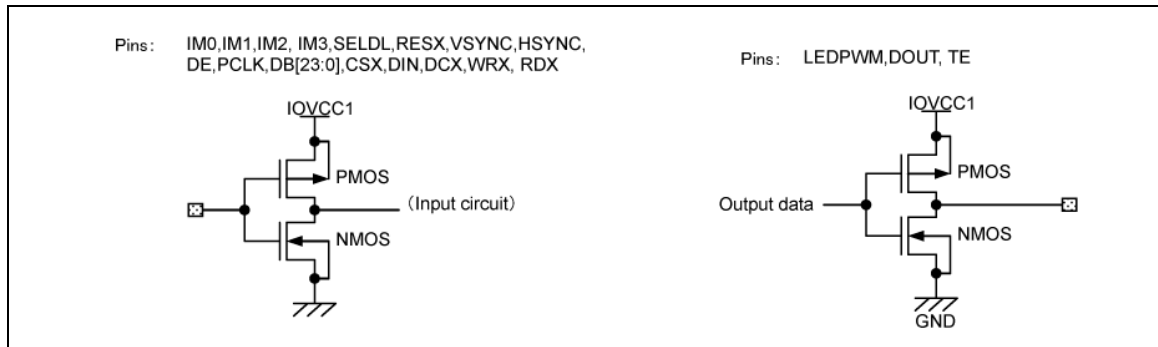 Pins: IM0,IM1,IM2, IM3,SELDL,RESX,VSYNC,HSYNC,
DE,PCLK,DB[23:0],CSX,DIN,DCX,WRX, RDX
IOVCC1
PMOS
(Input circuit)
NMOS
Pins: LEDPWM,DOUT, TE
IOVCC1
PMOS
Output data
NMOS
GND